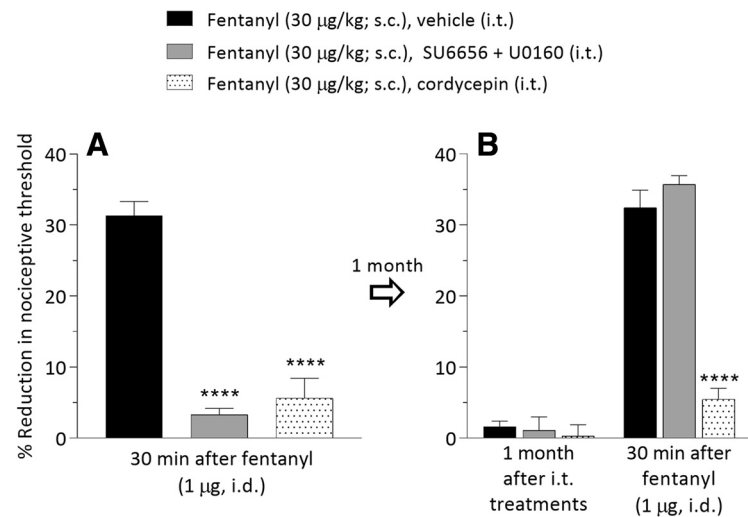 Fentanyl (30 μg/kg; s.c.), vehicle (i.t.)
Fentanyl (30 μg/kg; s.c.), SU6656 + U0160 (i.t.)
Fentanyl (30 μg/kg; s.c.), cordycepin (i.t.)
A
% Reduction in nociceptive threshold
40
30
20
10
0
****
****
30 min after fentanyl
(1 μg, i.d.)
1 month
B
40
30
20
10
0
****
1 month
after i.t.
treatments
30 min after
fentanyl
(1 μg, i.d.)